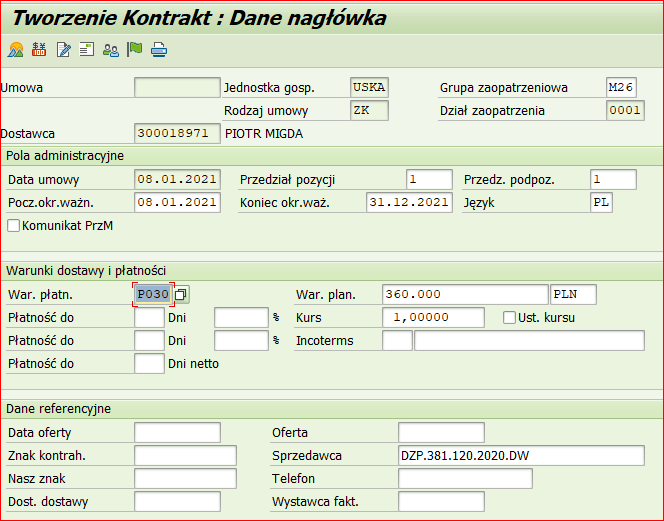 Tworzenie Kontrakt : Dane nagłówka
Umowa Jednostka gosp. USKA Grupa zaopatrzeniowa M26
Rodzaj umowy ZK Dział zaopatrzenia 0001
Dostawca 300018971 PIOTR MIGDA
Pola administracyjne
Data umowy 08.01.2021 Przedział pozycji 1 Przedz. podpoz. 1
Pocz.okr.ważn. 08.01.2021 Koniec okr.waż. 31.12.2021 Język PL
Komunikat PrzM
Warunki dostawy i płatności
War. płatn. P030 War. plan. 360.000 PLN
Płatność do Dni % Kurs 1,00000 Ust. kursu
Płatność do Dni % Incoterms
Płatność do Dni netto
Dane referencyjne
Data oferty Oferta
Znak kontrah. Sprzedawca DZP.381.120.2020.DW
Nasz znak Telefon
Dost. dostawy Wystawca fakt.